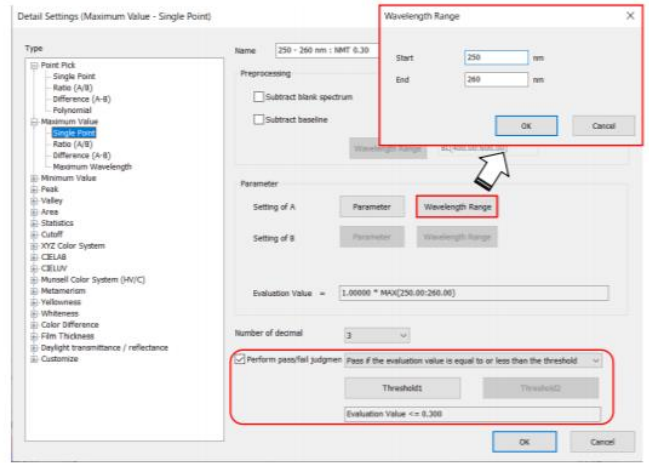 Detail Settings (Maximum Value - Single Point)
Type
Point Pick
Single Point
Ratio (A/B)
Difference (A-B)
Polynomial
Maximum Value
Single Point
Ratio (A/B)
Difference (A-B)
Maximum Wavelength
Minimum Value
Peak
Valley
Area
Statistics
Cutoff
XYZ Color System
CIELAB
CIELUV
Munsell Color System (HV/C)
Metamerism
Yellowness
Whiteness
Color Difference
Film Thickness
Daylight transmittance / reflectance
Customize
Name 250 - 260 nm : NMT 0.30
Preprocessing
Subtract blank spectrum
Subtract baseline
Wavelength Range
Wavelength Range
Start 250 nm
End 260 nm
OK Cancel
Parameter
Setting of A Parameter Wavelength Range
Setting of B Parameter Wavelength Range
Evaluation Value = 1.00000 * MAX(250.00:260.00)
Number of decimal 3
Perform pass/fail judgmen Pass if the evaluation value is equal to or less than the threshold
Threshold1 Threshold2
Evaluation Value <= 0.300
OK Cancel